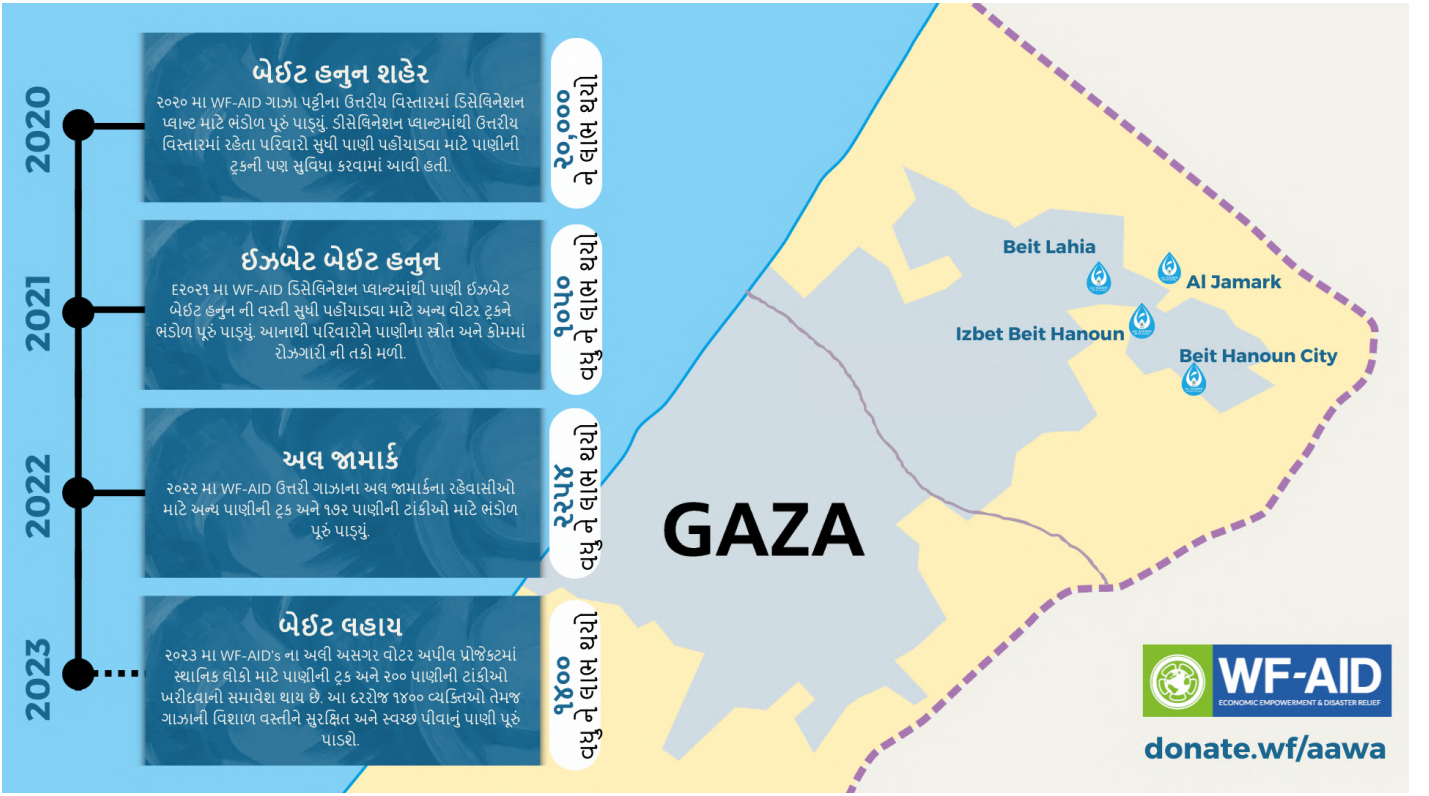 2020
બેઈટ હનુન શહેર
૨૦૨૦ મા WF-AID ગાઝા પટ્ટીના ઉત્તરીય વિસ્તારમાં ડિસેલિનેશન
પ્લાન્ટ માટે ભંડોળ પૂરું પાડ્યું. ડીસેલિનેશન પ્લાન્ટમાંથી ઉત્તરીય
વિસ્તારમાં રહેતા પરિવારો સુધી પાણી પહોંચાડવા માટે પાણીની
ટ્રકની પણ સુવિધા કરવામાં આવી હતી.
૨૦,૦૦૦
ને લાભ થયો
2021
ઈઝબેટ બેઈટ હનુન
E૨૦૨૧ મા WF-AID ડિસેલિનેશન પ્લાન્ટમાંથી પાણી ઈઝબેટ
બેઈટ હનુન ની વસ્તી સુધી પહોંચાડવા માટે અન્ય વોટર ટ્રકને
ભંડોળ પૂરું પાડ્યું. આનાથી પરિવારોને પાણીના સ્ત્રોત અને કોમમાં
રોઝગારી ની તકો મળી.
૧૦૫૦
વધુ ને લાભ થયો
2022
અલ જામાર્ક
૨૦૨૨ મા WF-AID ઉત્તરી ગાઝાના અલ જામાર્કના રહેવાસીઓ
માટે અન્ય પાણીની ટ્રક અને ૧૭૨ પાણીની ટાંકીઓ માટે ભંડોળ
પૂરું પાડ્યું.
૨૨૫૪
વધુ ને લાભ થયો
2023
બેઈટ લહાય
૨૦૨૩ મા WF-AID's ના અલી અસગર વોટર અપીલ પ્રોજેક્ટમાં
સ્થાનિક લોકો માટે પાણીની ટ્રક અને ૨૦૦ પાણીની ટાંકીઓ
ખરીદવાનો સમાવેશ થાય છે. આ દરરોજ ૧૪૦૦ વ્યક્તિઓ તેમજ
ગાઝાની વિશાળ વસ્તીને સુરક્ષિત અને સ્વચ્છ પીવાનું પાણી પૂરું
પાડશે.
૧૪૦૦
વધુ ને લાભ થયો
Beit Lahia
Al Jamark
Izbet Beit Hanoun
Beit Hanoun City
GAZA
WF-AID
ECONOMIC EMPOWERMENT & DISASTER RELIEF
donate.wf/aawa